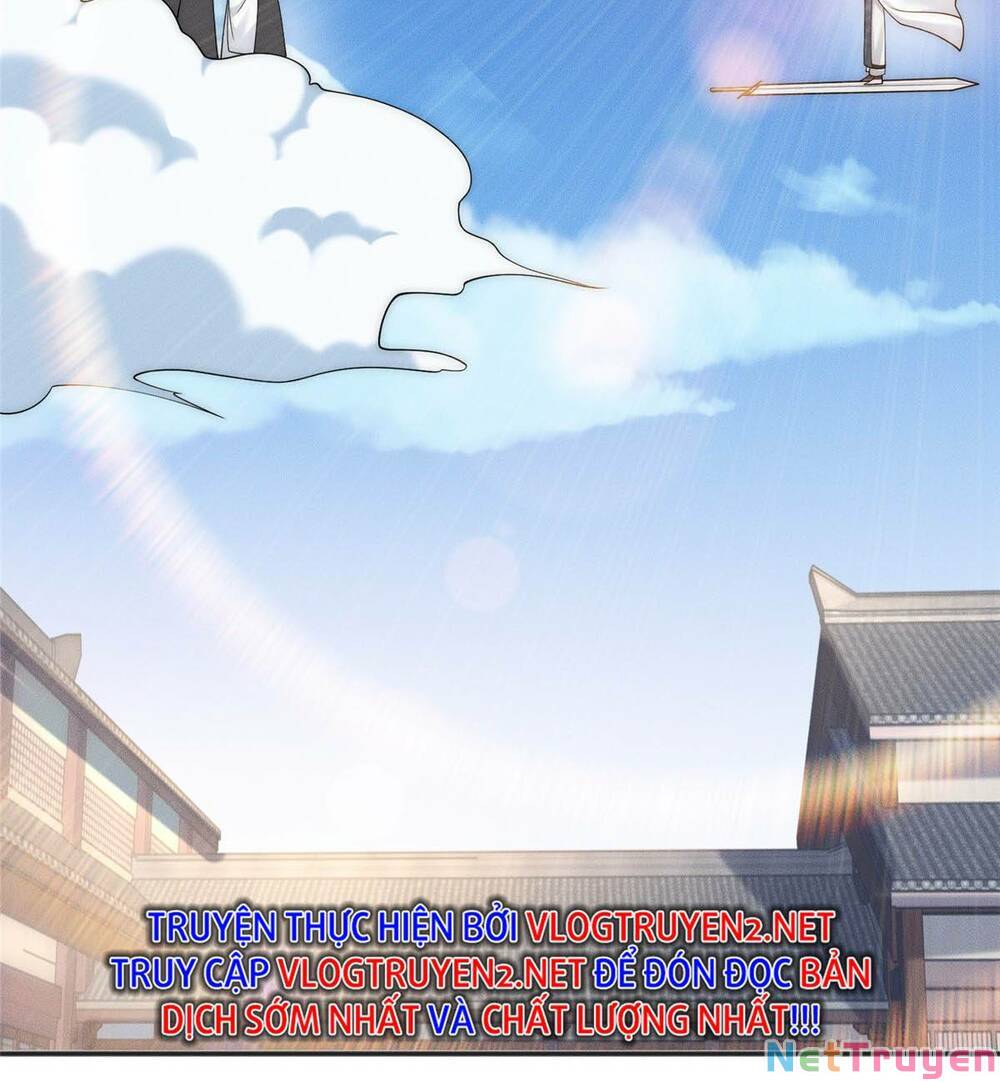 TRUYỆN THỰC HIỆN BỞI VLOGTRUYEN2.NET
TRUY CẬP VLOGTRUYEN2.NET ĐỂ ĐÓN ĐỌC BẢN
DỊCH SỚM NHẤT VÀ CHẤT LƯỢNG NHẤT!!!
NetTruyen